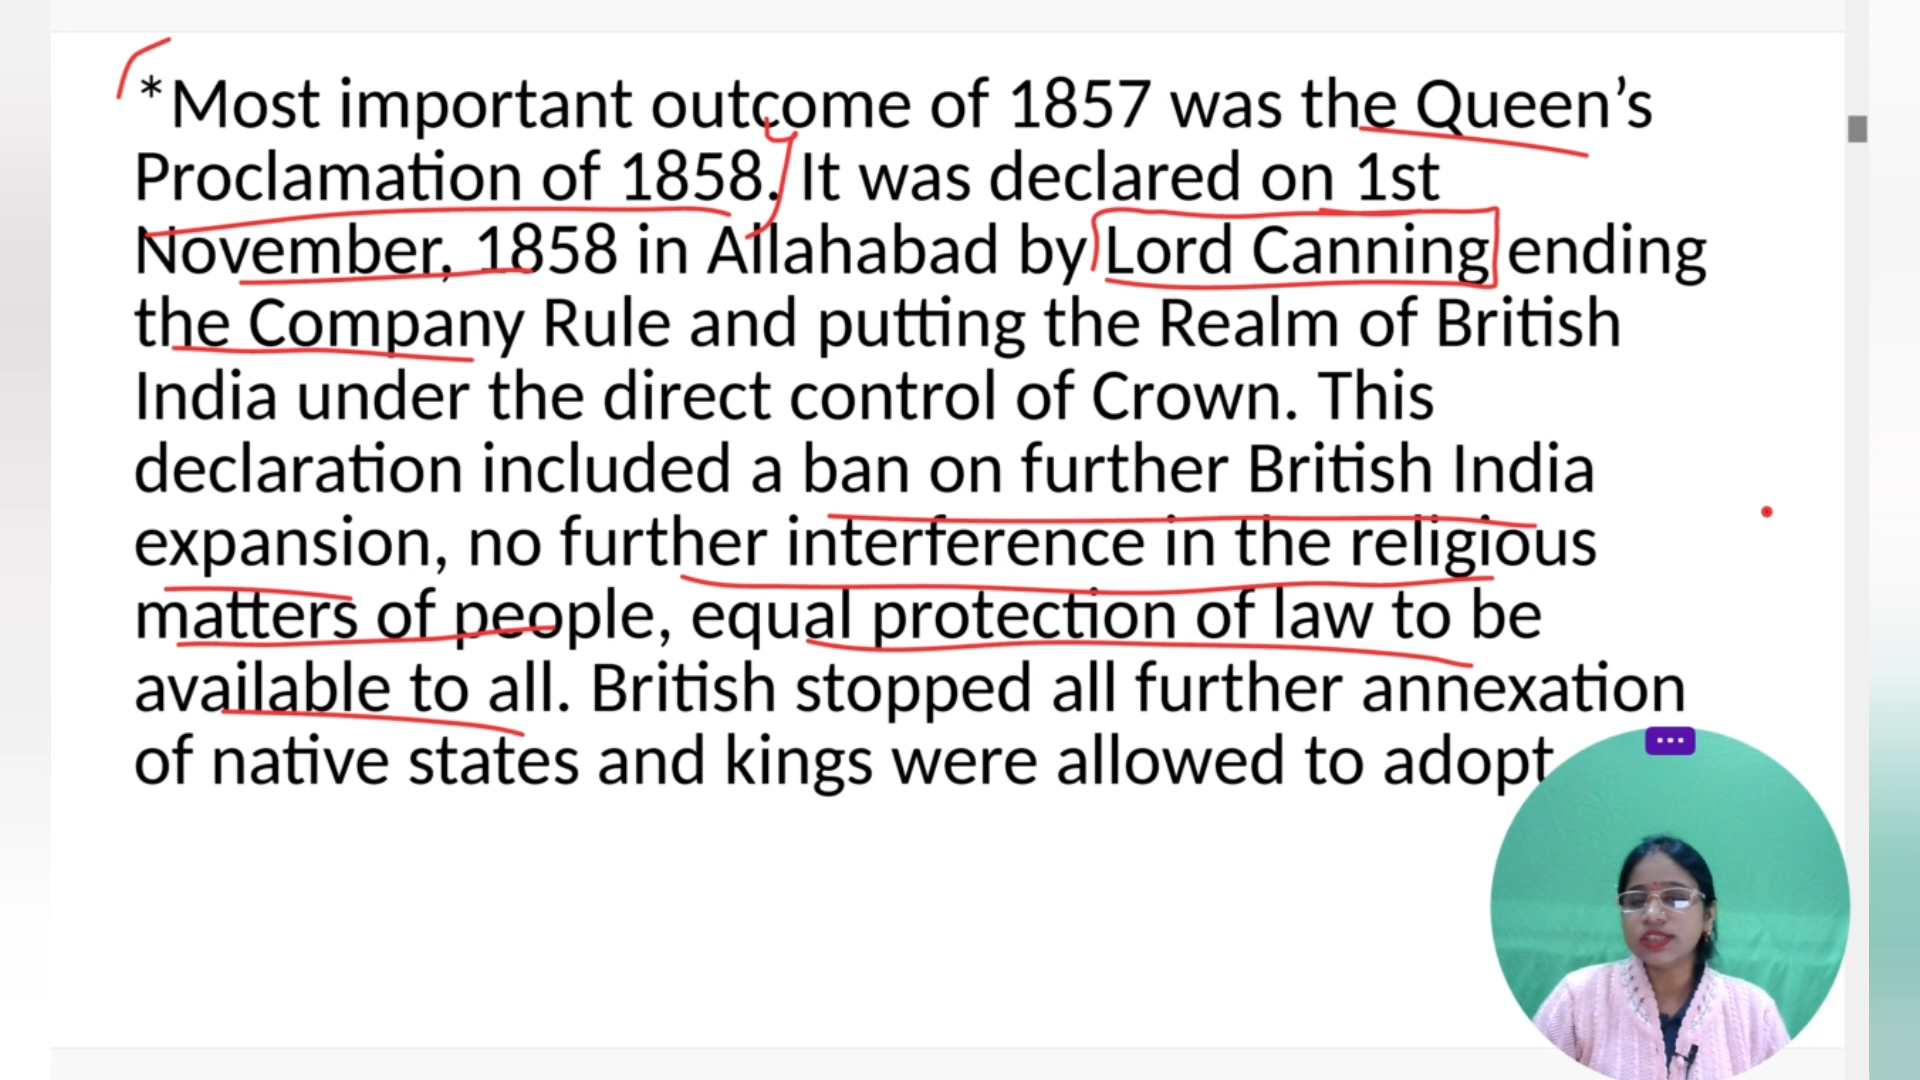 *Most important outcome of 1857 was the Queen’s
Proclamation of 1858. It was declared on 1st
November, 1858 in Allahabad by Lord Canning ending
the Company Rule and putting the Realm of British
India under the direct control of Crown. This
declaration included a ban on further British India
expansion, no further interference in the religious
matters of people, equal protection of law to be
available to all. British stopped all further annexation
of native states and kings were allowed to adopt